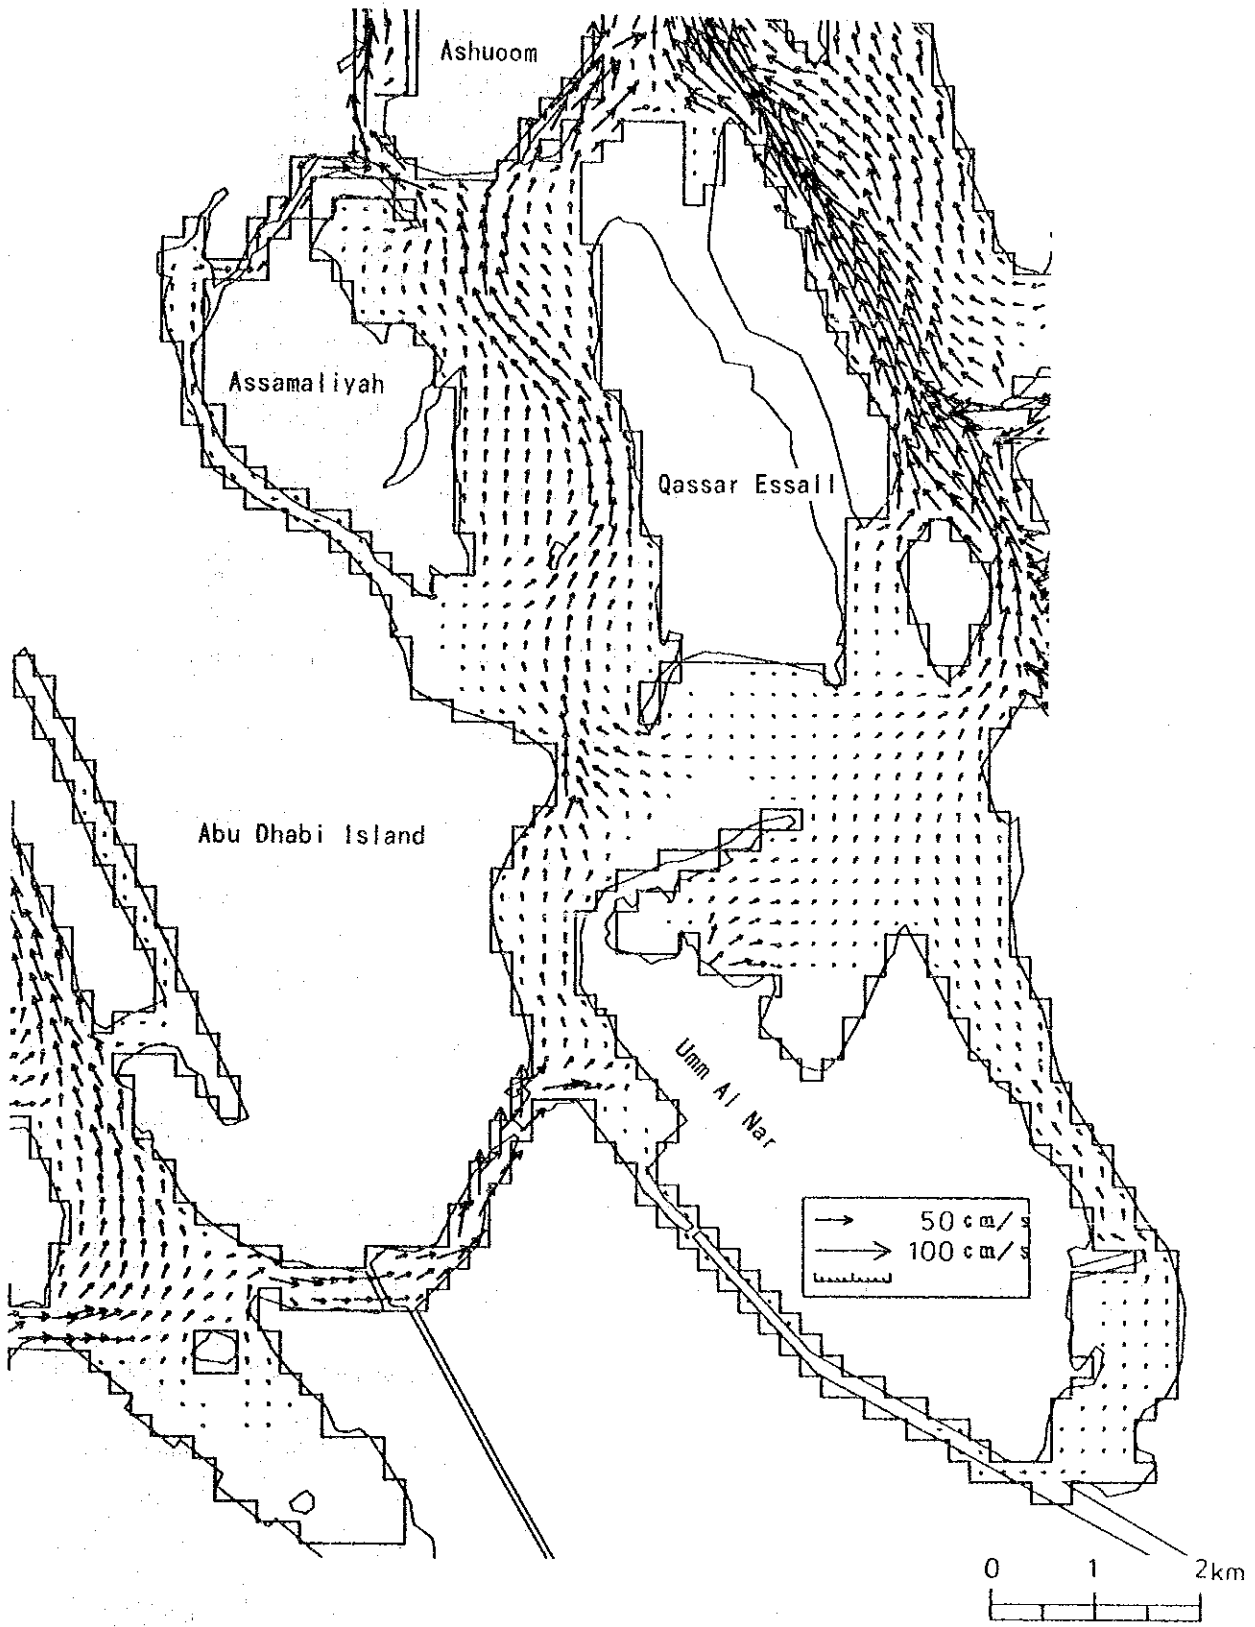 Ashuoom
Assamaliyah
Qassar Essall
Abu Dhabi Island
Umm Al Nar
50 cm/s
100 cm/s
0 1 2km